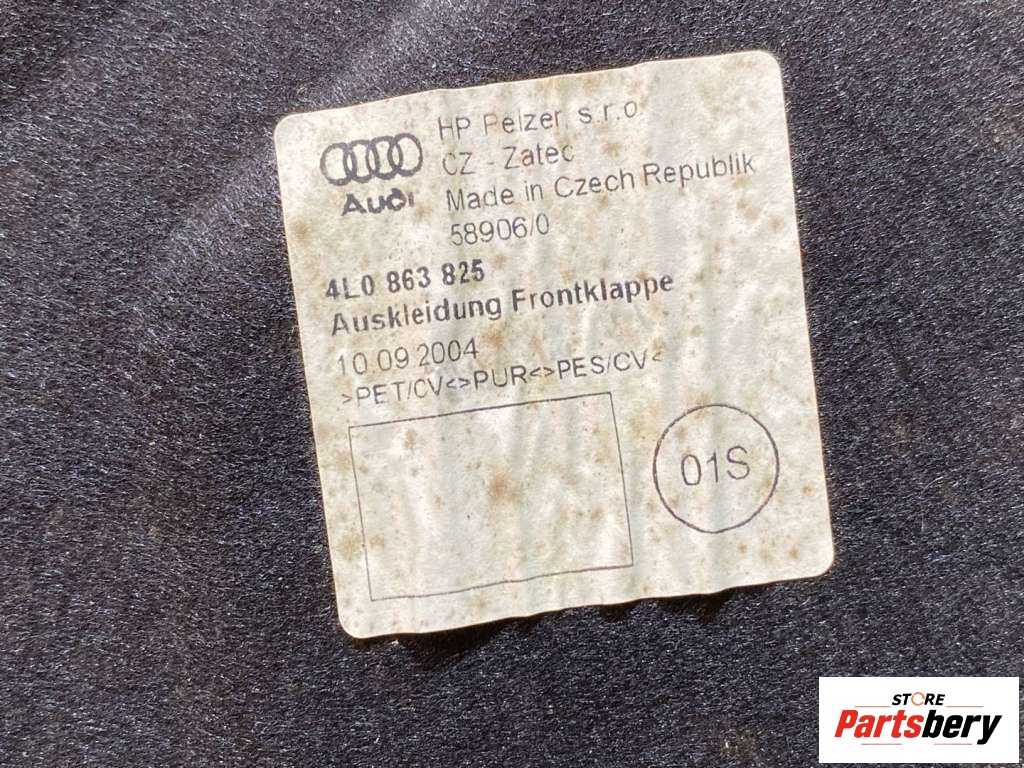 HP Pelzer s.r.o
CZ - Zatec
Made in Czech Republik
58906/0
Audi
4L0 863 825
Auskleidung Frontklappe
10 09 2004
>PET/CV<>PUR<>PES/CV<
01S
STORE
Partsbery